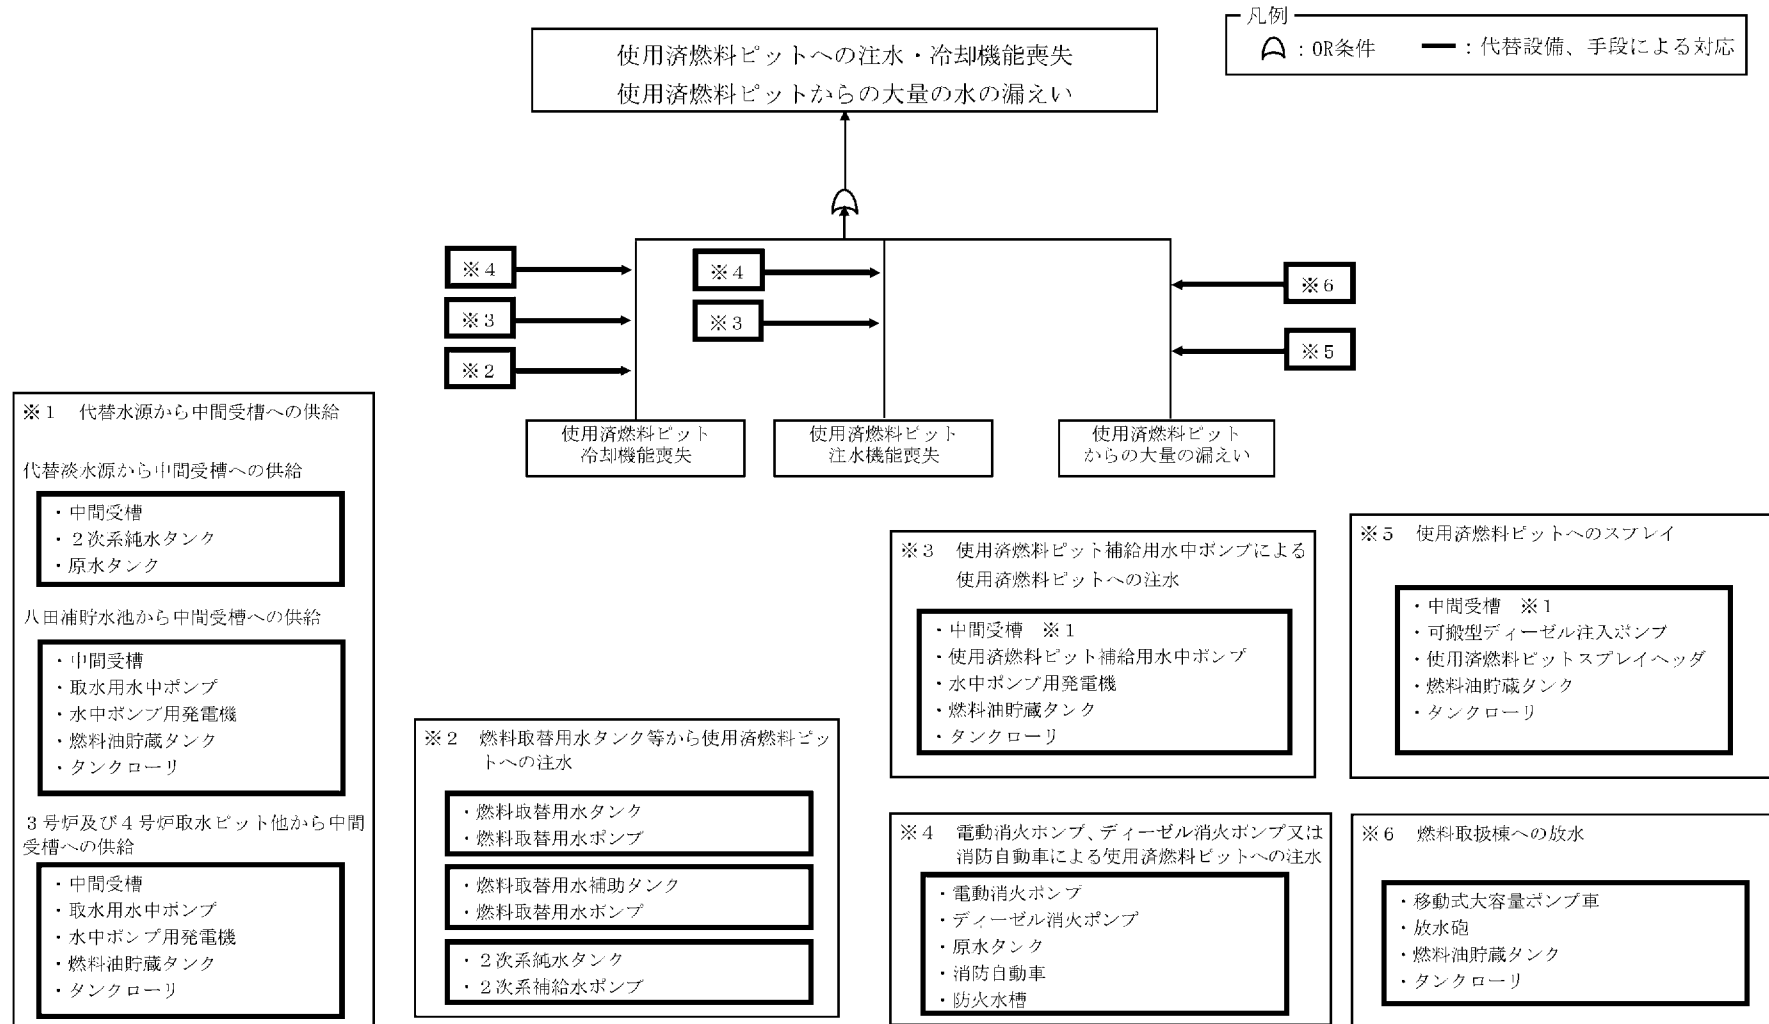 凡例
：OR条件
：代替設備、手段による対応
使用済燃料ピットへの注水・冷却機能喪失
使用済燃料ピットからの大量の水の漏えい
※4
※3
※2
※4
※3
※6
※5
使用済燃料ピット
冷却機能喪失
使用済燃料ピット
注水機能喪失
使用済燃料ピット
からの大量の漏えい
※1 代替水源から中間受槽への供給
代替淡水源から中間受槽への供給
・中間受槽
・2次系純水タンク
・原水タンク
八田浦貯水池から中間受槽への供給
・中間受槽
・取水用水中ポンプ
・水中ポンプ用発電機
・燃料油貯蔵タンク
・タンクローリ
3号炉及び4号炉取水ピット他から中間
受槽への供給
・中間受槽
・取水用水中ポンプ
・水中ポンプ用発電機
・燃料油貯蔵タンク
・タンクローリ
※2 燃料取替用水タンク等から使用済燃料ピッ
トへの注水
・燃料取替用水タンク
・燃料取替用水ポンプ
・燃料取替用水補助タンク
・燃料取替用水ポンプ
・2次系純水タンク
・2次系補給水ポンプ
※3 使用済燃料ピット補給用水中ポンプによる
使用済燃料ピットへの注水
・中間受槽 ※1
・使用済燃料ピット補給用水中ポンプ
・水中ポンプ用発電機
・燃料油貯蔵タンク
・タンクローリ
※4 電動消火ポンプ、ディーゼル消火ポンプ又は
消防自動車による使用済燃料ピットへの注水
・電動消火ポンプ
・ディーゼル消火ポンプ
・原水タンク
・消防自動車
・防火水槽
※5 使用済燃料ピットへのスプレイ
・中間受槽 ※1
・可搬型ディーゼル注入ポンプ
・使用済燃料ピットスプレイヘッダ
・燃料油貯蔵タンク
・タンクローリ
※6 燃料取扱棟への放水
・移動式大容量ポンプ車
・放水砲
・燃料油貯蔵タンク
・タンクローリ